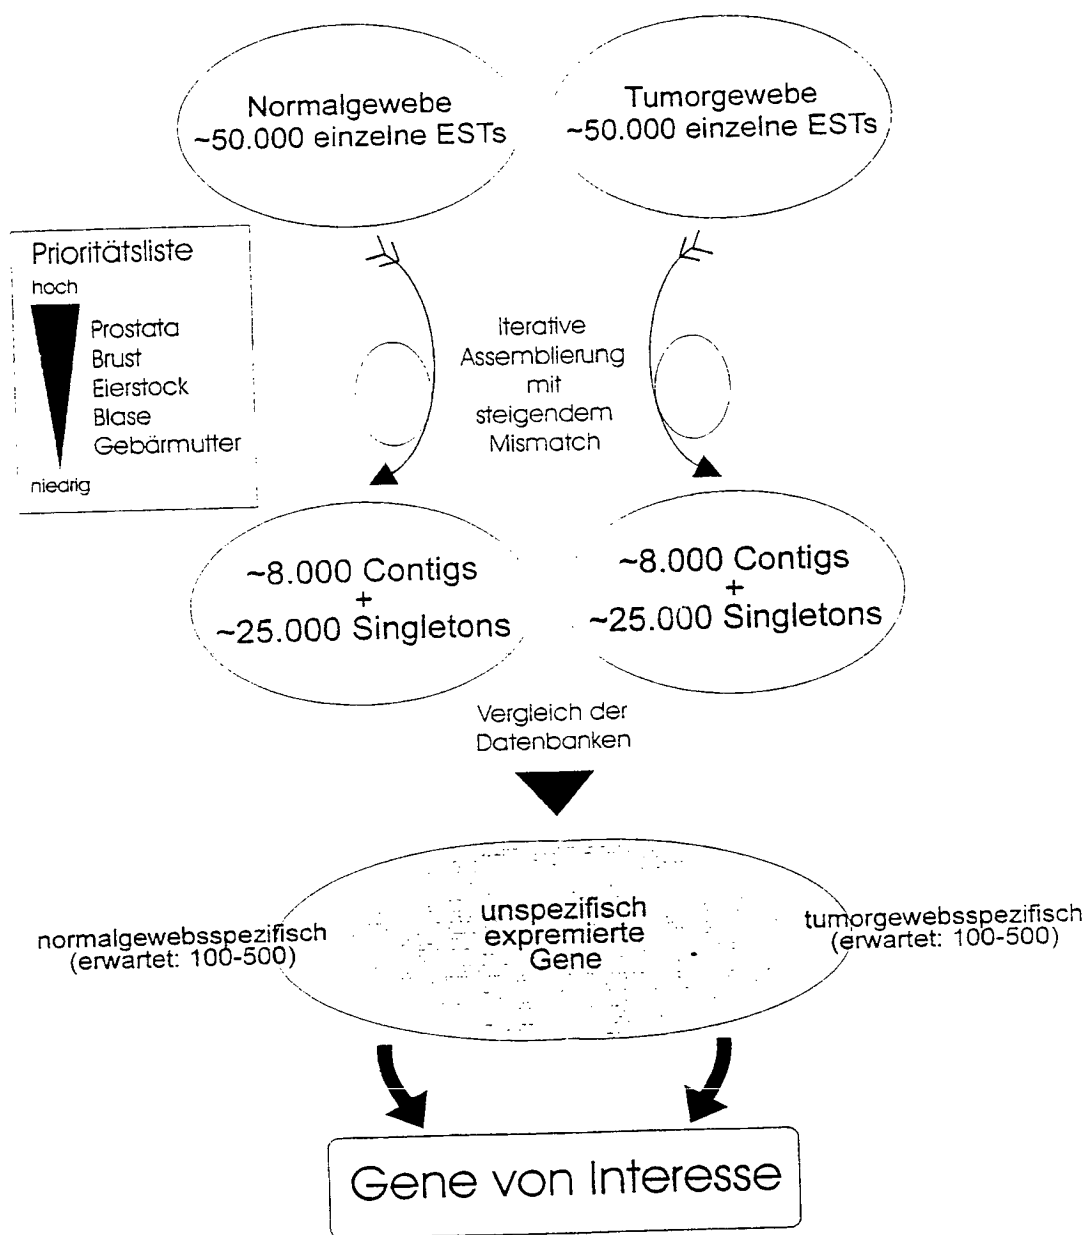 Normalgewebe
~50.000 einzelne ESTs
Tumorgewebe
~50.000 einzelne ESTs
Prioritätsliste
hoch
Prostata
Brust
Eierstock
Blase
Gebärmutter
niedrig
Iterative
Assemblierung
mit
steigendem
Mismatch
~8.000 Contigs
+
~25.000 Singletons
~8.000 Contigs
+
~25.000 Singletons
Vergleich der
Datenbanken
normalgewebsspezifisch
(erwartet: 100-500)
unspezifisch
expremierte
Gene
tumorgewebsspezifisch
(erwartet: 100-500)
Gene von Interesse